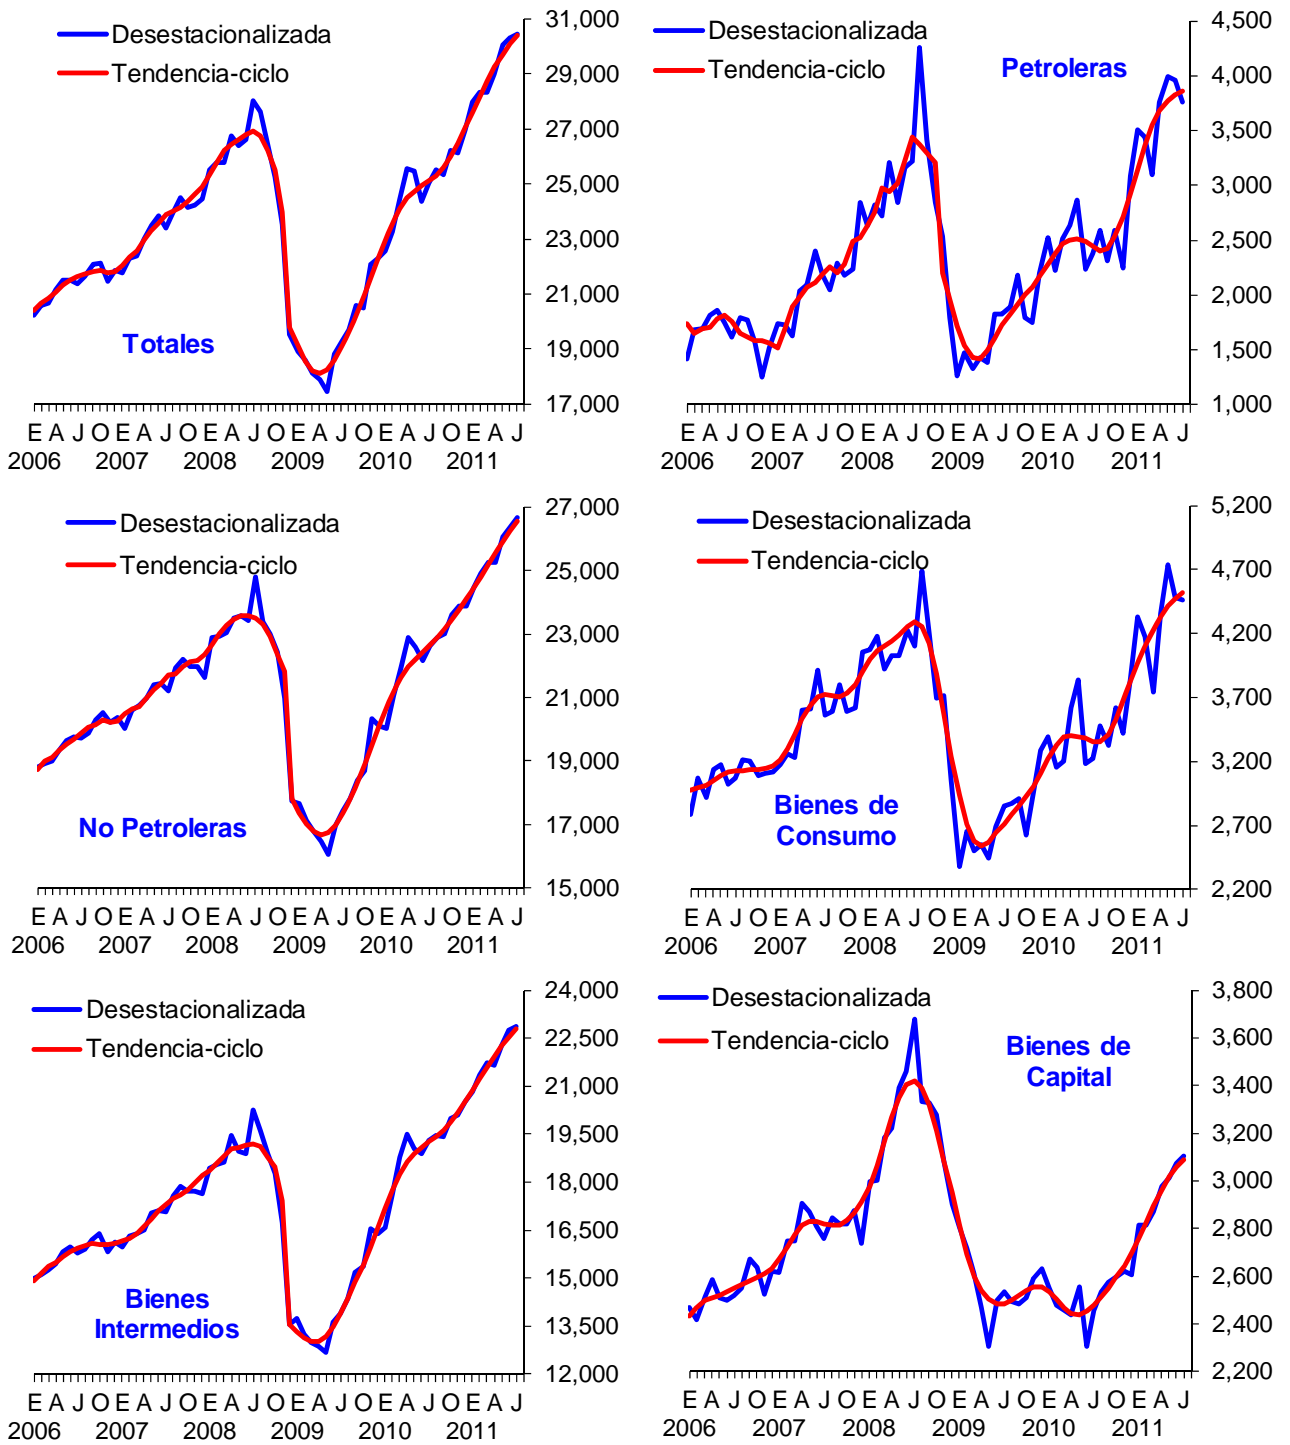 Desestacionalizada
Tendencia-ciclo
Totales
31,000
29,000
27,000
25,000
23,000
21,000
19,000
17,000
E A J O E A J O E A J O E A J O E A J O E A J
2006 2007 2008 2009 2010 2011
Desestacionalizada
Tendencia-ciclo
Petroleras
4,500
4,000
3,500
3,000
2,500
2,000
1,500
1,000
E A J O E A J O E A J O E A J O E A J O E A J
2006 2007 2008 2009 2010 2011
Desestacionalizada
Tendencia-ciclo
No Petroleras
27,000
25,000
23,000
21,000
19,000
17,000
15,000
E A J O E A J O E A J O E A J O E A J O E A J
2006 2007 2008 2009 2010 2011
Desestacionalizada
Tendencia-ciclo
Bienes de
Consumo
5,200
4,700
4,200
3,700
3,200
2,700
2,200
E A J O E A J O E A J O E A J O E A J O E A J
2006 2007 2008 2009 2010 2011
Desestacionalizada
Tendencia-ciclo
Bienes
Intermedios
24,000
22,500
21,000
19,500
18,000
16,500
15,000
13,500
12,000
E A J O E A J O E A J O E A J O E A J O E A J
2006 2007 2008 2009 2010 2011
Desestacionalizada
Tendencia-ciclo
Bienes de
Capital
3,800
3,600
3,400
3,200
3,000
2,800
2,600
2,400
2,200
E A J O E A J O E A J O E A J O E A J O E A J
2006 2007 2008 2009 2010 2011